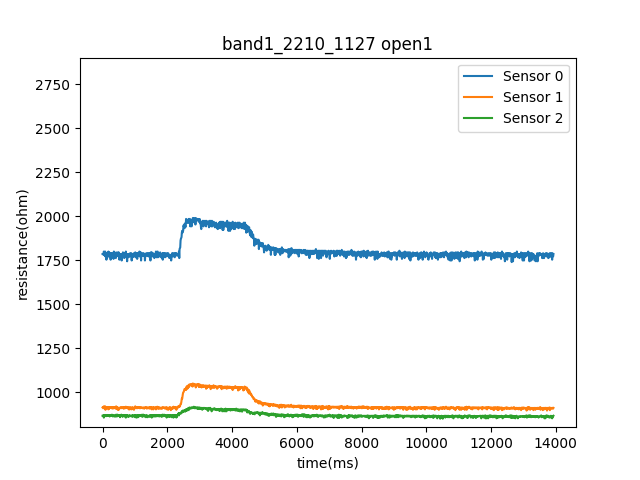 band1_2210_1127 open1
Sensor 0
Sensor 1
Sensor 2
resistance(ohm)
2750
2500
2250
2000
1750
1500
1250
1000
0 2000 4000 6000 8000 10000 12000 14000
time(ms)